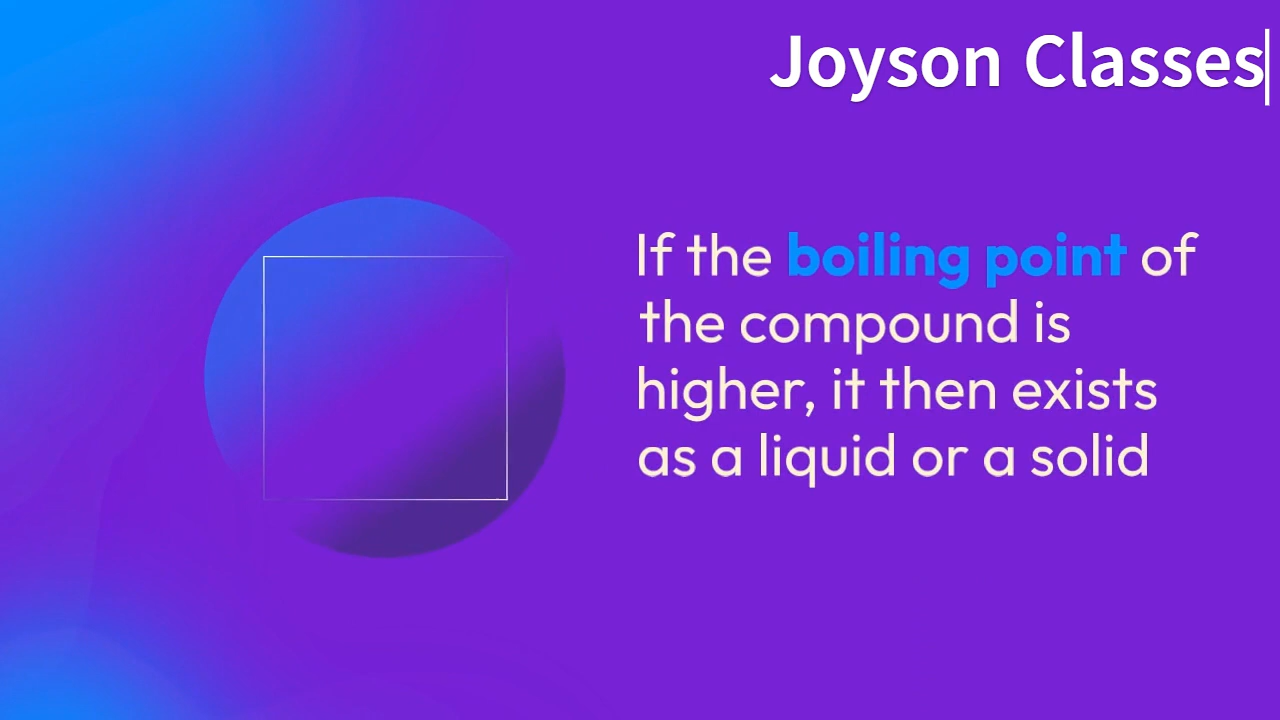 Joyson Classes
If the boiling point of
the compound is
higher, it then exists
as a liquid or a solid